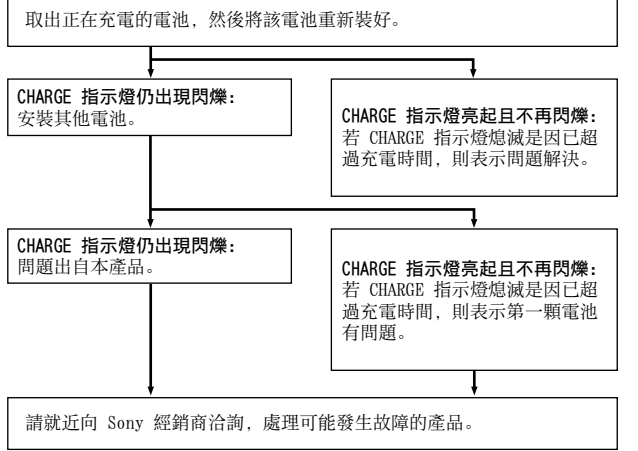 取出正在充電的電池，然後將該電池重新裝好。
CHARGE 指示燈仍出現閃爍：
安裝其他電池。
CHARGE 指示燈亮起且不再閃爍：
若 CHARGE 指示燈熄滅是因已超
過充電時間，則表示問題解決。
CHARGE 指示燈仍出現閃爍：
問題出自本產品。
CHARGE 指示燈亮起且不再閃爍：
若 CHARGE 指示燈熄滅是因已超
過充電時間，則表示第一顆電池
有問題。
請就近向 Sony 經銷商洽詢，處理可能發生故障的產品。